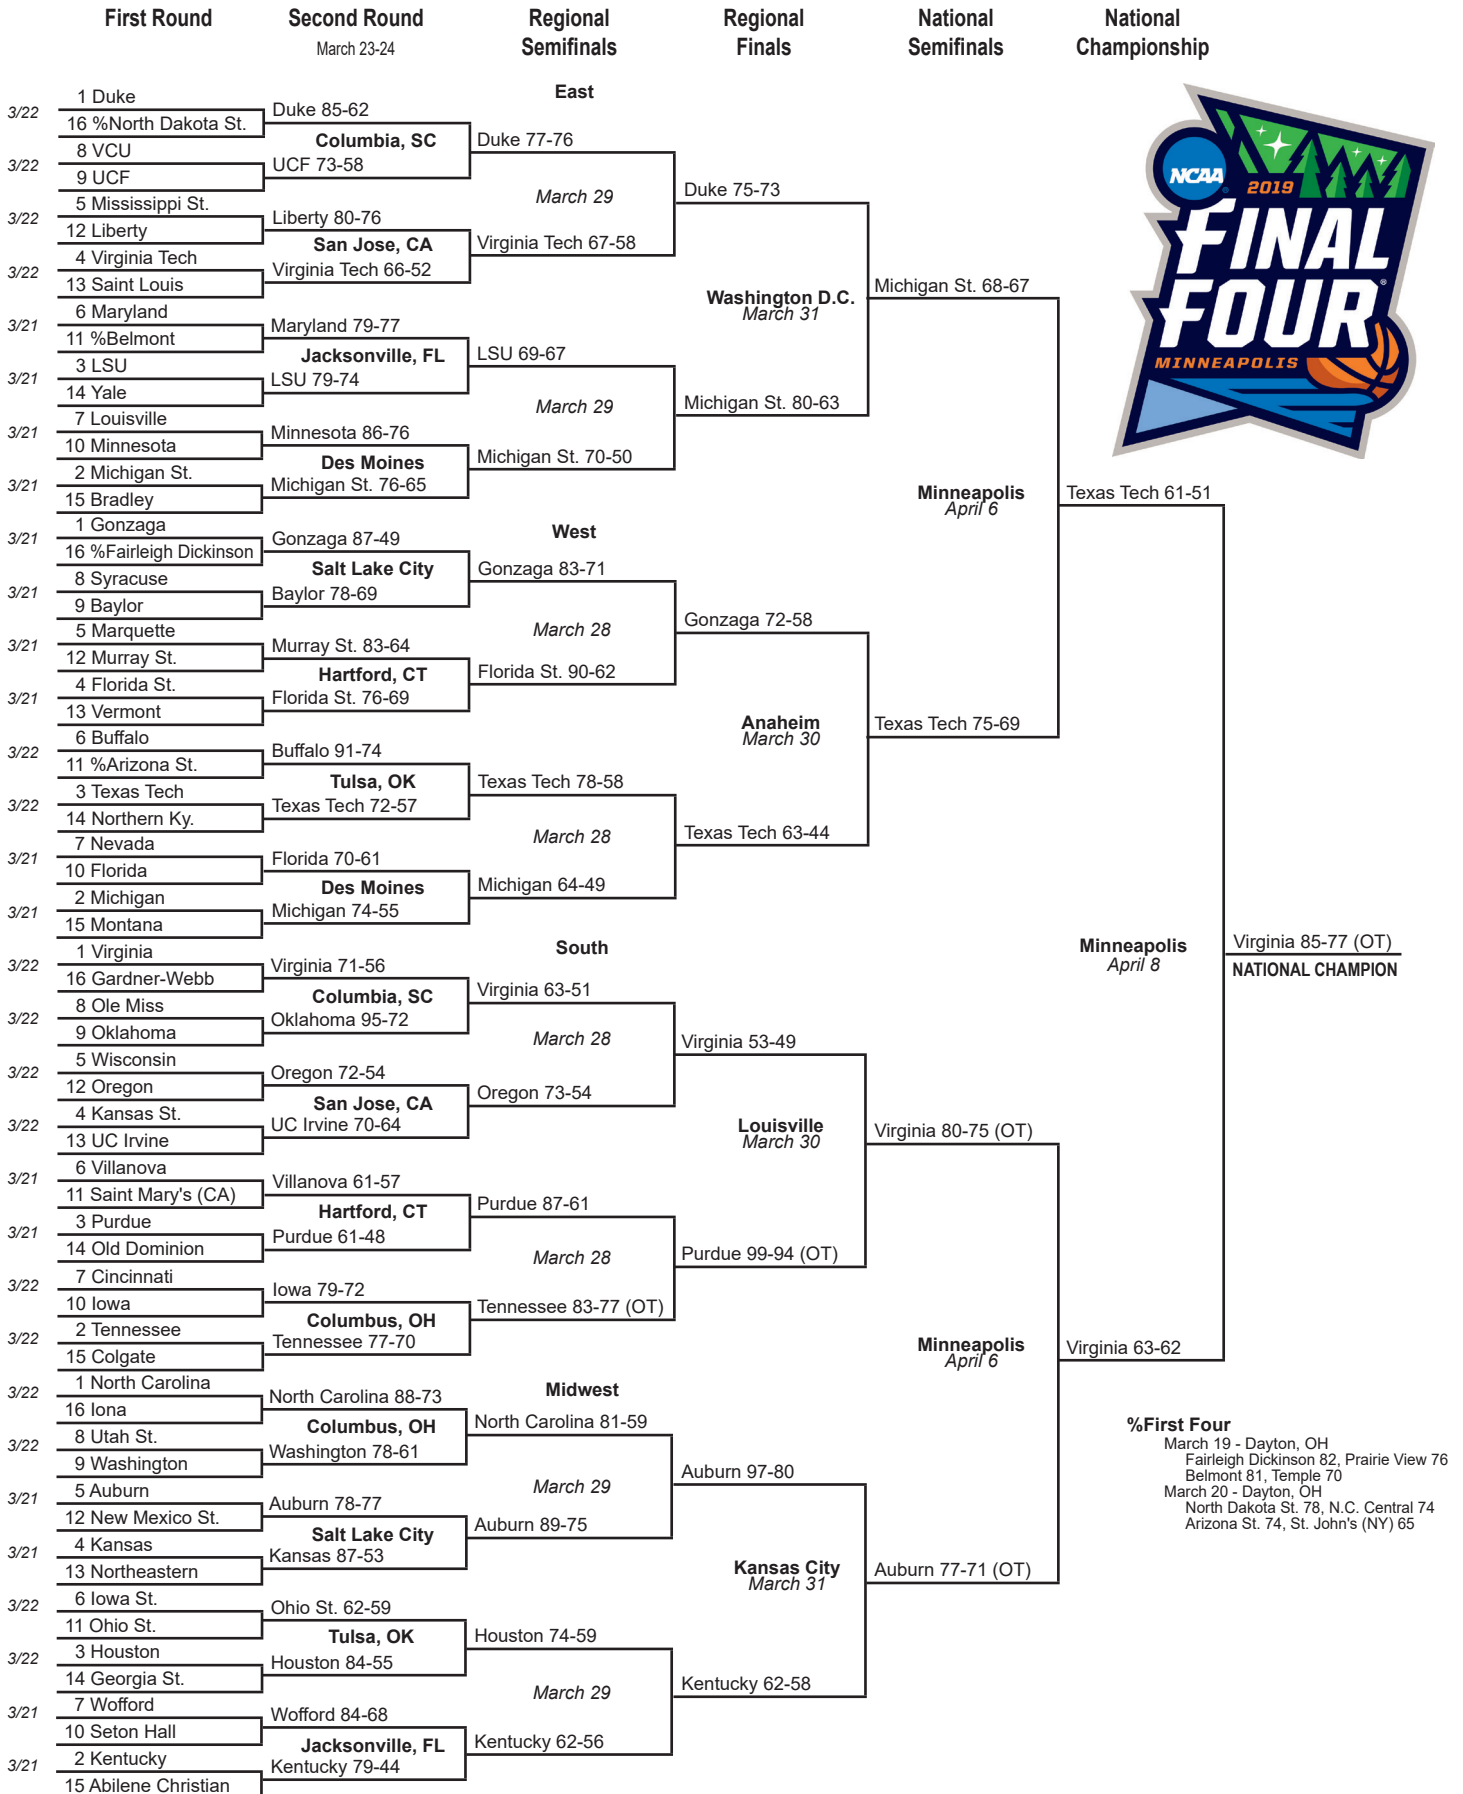 First Round
Second Round
March 23-24
Regional
Semifinals
Regional
Finals
National
Semifinals
National
Championship
East
3/22
1 Duke
16 %North Dakota St.
Duke 85-62
Columbia, SC
3/22
8 VCU
9 UCF
UCF 73-58
Duke 77-76
March 29
3/22
5 Mississippi St.
12 Liberty
Liberty 80-76
San Jose, CA
3/22
4 Virginia Tech
13 Saint Louis
Virginia Tech 66-52
Virginia Tech 67-58
Duke 75-73
Washington D.C.
March 31
3/21
6 Maryland
11 %Belmont
Maryland 79-77
Jacksonville, FL
3/21
3 LSU
14 Yale
LSU 79-74
LSU 69-67
March 29
3/21
7 Louisville
10 Minnesota
Minnesota 86-76
Des Moines
3/21
2 Michigan St.
15 Bradley
Michigan St. 76-65
Michigan St. 70-50
Michigan St. 80-63
Michigan St. 68-67
Minneapolis
April 6
West
3/21
1 Gonzaga
16 %Fairleigh Dickinson
Gonzaga 87-49
Salt Lake City
3/21
8 Syracuse
9 Baylor
Baylor 78-69
Gonzaga 83-71
March 28
3/21
5 Marquette
12 Murray St.
Murray St. 83-64
Hartford, CT
3/21
4 Florida St.
13 Vermont
Florida St. 76-69
Florida St. 90-62
Gonzaga 72-58
Anaheim
March 30
3/22
6 Buffalo
11 %Arizona St.
Buffalo 91-74
Tulsa, OK
3/22
3 Texas Tech
14 Northern Ky.
Texas Tech 72-57
Texas Tech 78-58
March 28
3/21
7 Nevada
10 Florida
Florida 70-61
Des Moines
3/21
2 Michigan
15 Montana
Michigan 74-55
Michigan 64-49
Texas Tech 63-44
Texas Tech 75-69
Texas Tech 61-51
Minneapolis
April 8
Virginia 85-77 (OT)
NATIONAL CHAMPION
South
3/22
1 Virginia
16 Gardner-Webb
Virginia 71-56
Columbia, SC
3/22
8 Ole Miss
9 Oklahoma
Oklahoma 95-72
Virginia 63-51
March 28
3/22
5 Wisconsin
12 Oregon
Oregon 72-54
San Jose, CA
3/22
4 Kansas St.
13 UC Irvine
UC Irvine 70-64
Oregon 73-54
Virginia 53-49
Louisville
March 30
3/21
6 Villanova
11 Saint Mary's (CA)
Villanova 61-57
Hartford, CT
3/21
3 Purdue
14 Old Dominion
Purdue 61-48
Purdue 87-61
March 28
3/22
7 Cincinnati
10 Iowa
Iowa 79-72
Columbus, OH
3/22
2 Tennessee
15 Colgate
Tennessee 77-70
Tennessee 83-77 (OT)
Purdue 99-94 (OT)
Virginia 80-75 (OT)
Minneapolis
April 6
Virginia 63-62
Midwest
3/22
1 North Carolina
16 Iona
North Carolina 88-73
Columbus, OH
3/22
8 Utah St.
9 Washington
Washington 78-61
North Carolina 81-59
March 29
3/21
5 Auburn
12 New Mexico St.
Auburn 78-77
Salt Lake City
3/21
4 Kansas
13 Northeastern
Kansas 87-53
Auburn 89-75
Auburn 97-80
Kansas City
March 31
Auburn 77-71 (OT)
3/22
6 Iowa St.
11 Ohio St.
Ohio St. 62-59
Tulsa, OK
3/22
3 Houston
14 Georgia St.
Houston 84-55
Houston 74-59
March 29
3/21
7 Wofford
10 Seton Hall
Wofford 84-68
Jacksonville, FL
3/21
2 Kentucky
15 Abilene Christian
Kentucky 79-44
Kentucky 62-56
Kentucky 62-58
NCAA
2019
FINAL
FOUR
MINNEAPOLIS
%First Four
March 19 - Dayton, OH
Fairleigh Dickinson 82, Prairie View 76
Belmont 81, Temple 70
March 20 - Dayton, OH
North Dakota St. 78, N.C. Central 74
Arizona St. 74, St. John's (NY) 65